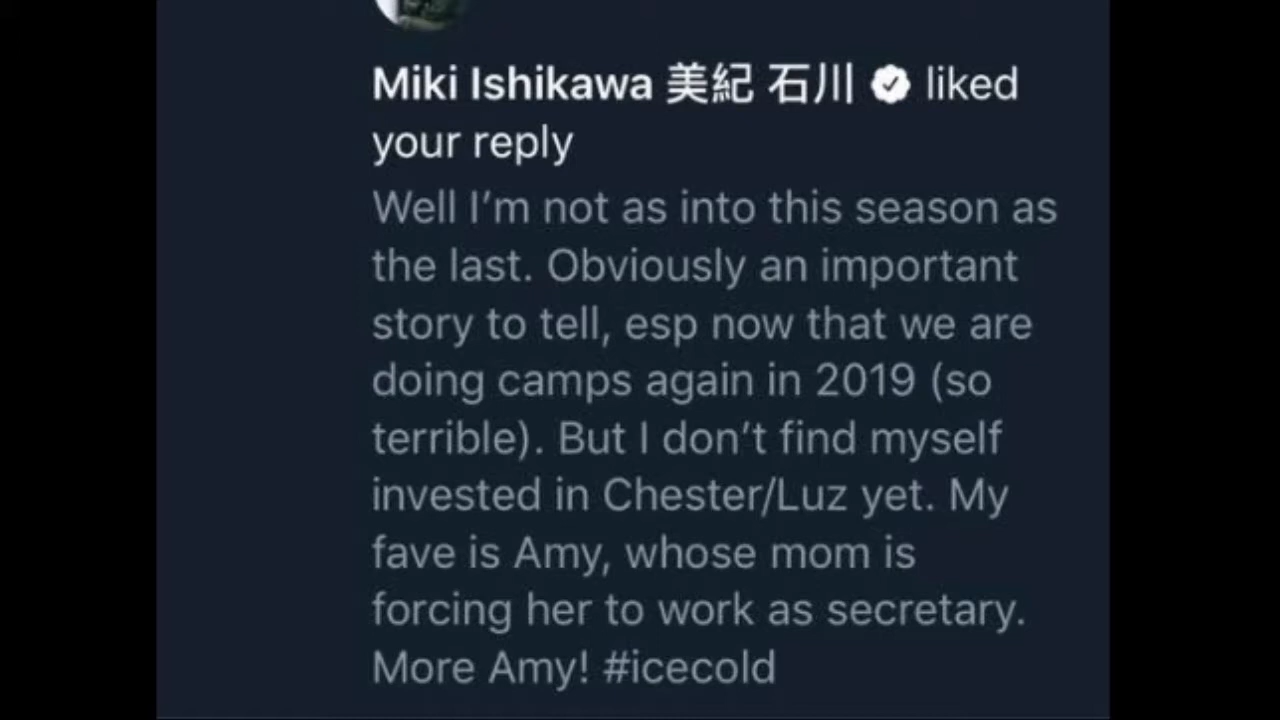 Miki Ishikawa 美紀 石川 liked
your reply
Well I’m not as into this season as
the last. Obviously an important
story to tell, esp now that we are
doing camps again in 2019 (so
terrible). But I don’t find myself
invested in Chester/Luz yet. My
fave is Amy, whose mom is
forcing her to work as secretary.
More Amy! #icecold